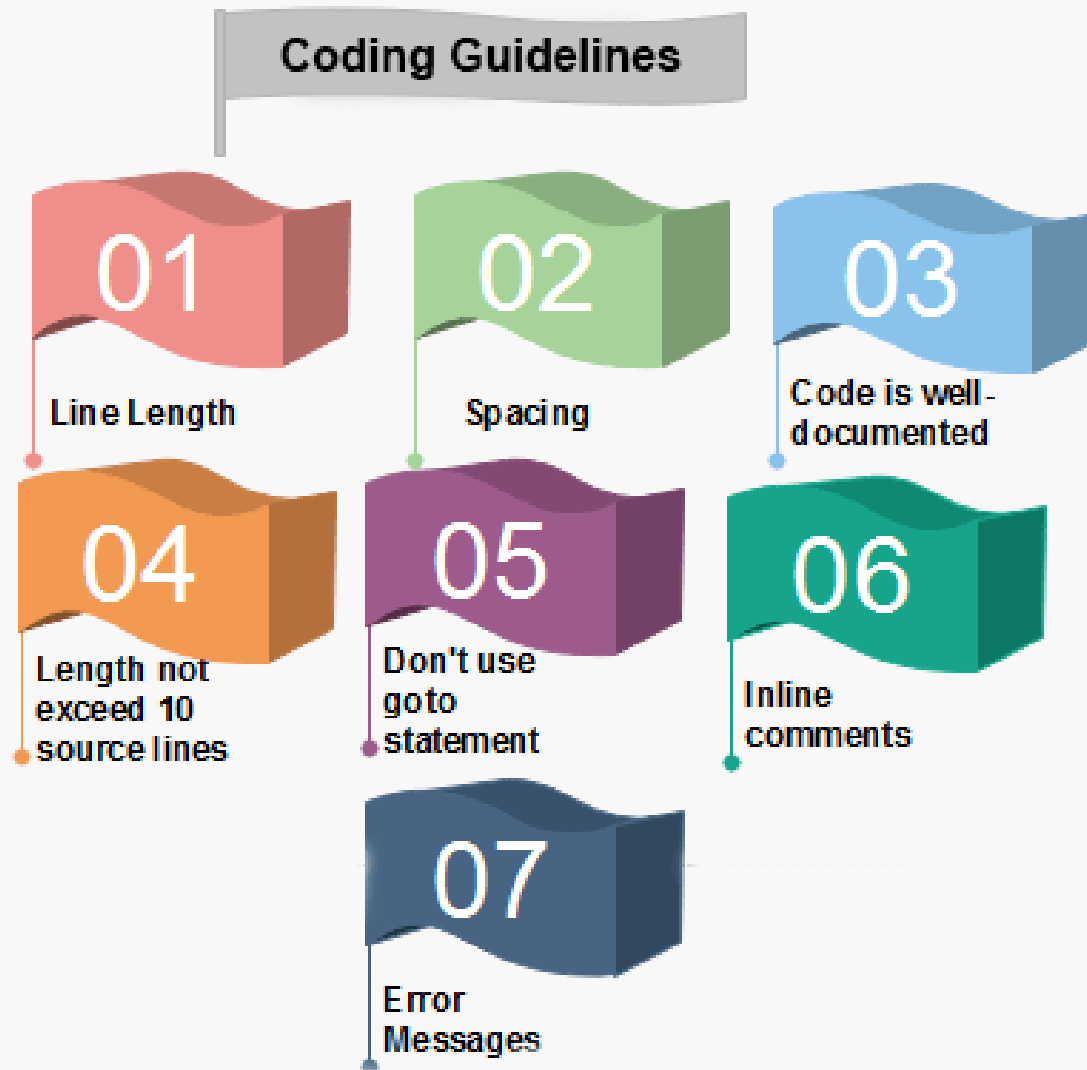 Coding Guidelines
01
02
03
Line Length
Spacing
Code is well-
documented
04
05
06
Length not
exceed 10
source lines
Don't use
goto
statement
Inline
comments
07
Error
Messages